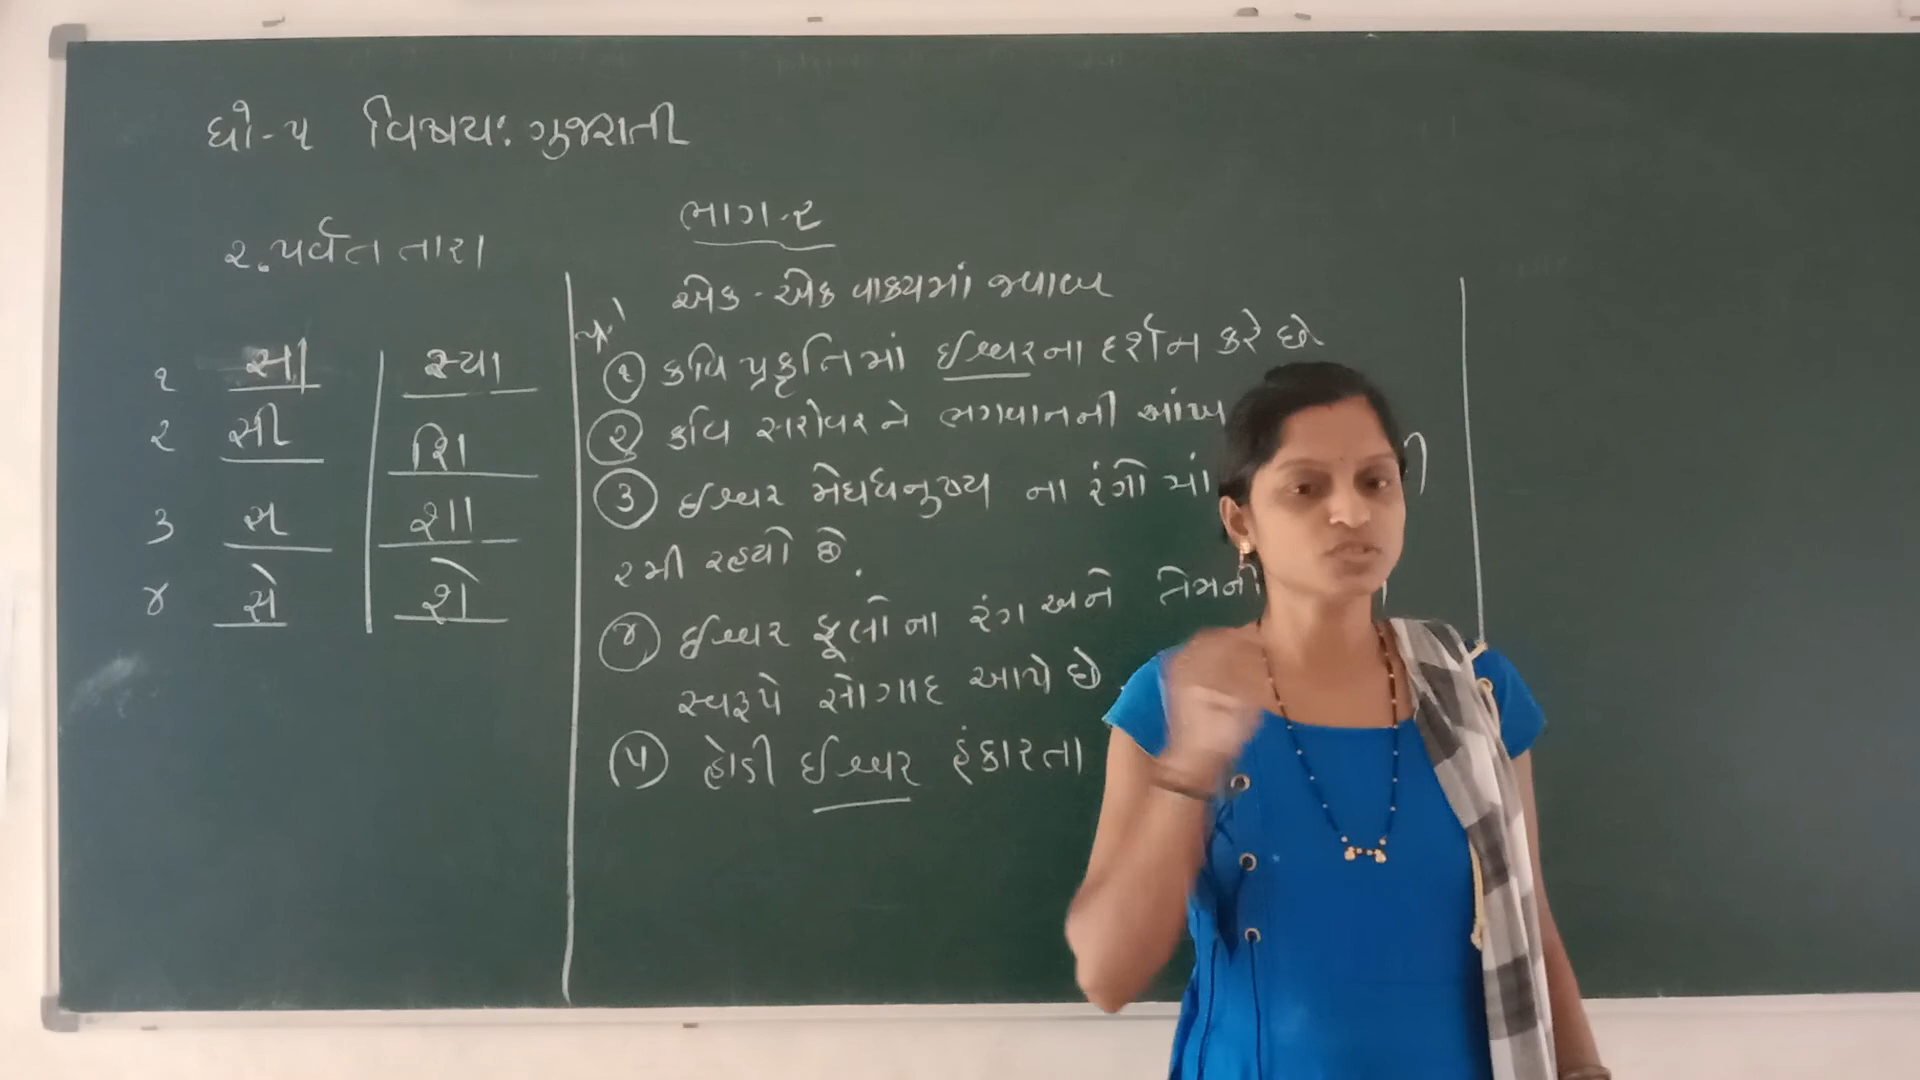 ધો-૫ વિષય: ગુજરાતી
૨. પર્વત તારા
૧ સા સ્યા
૨ સી શિ
૩ સ શા
૪ સે શે
ભાગ-૨
એક-એક વાક્યમાં જવાબ
૧ કવિ પ્રકૃતિમાં ઈશ્વરના દર્શન કરે છે
૨ કવિ સરોવરને ભગવાનની આંખ
૩ ઈશ્વર મેઘધનુષ્ય ના રંગો માં
રમી રહયો છે.
૪ ઈશ્વર ફૂલોના રંગ અને તેમની
સ્વરૂપે સોગાદ આપે છે.
૫ હોડી ઈશ્વર હંકારતા